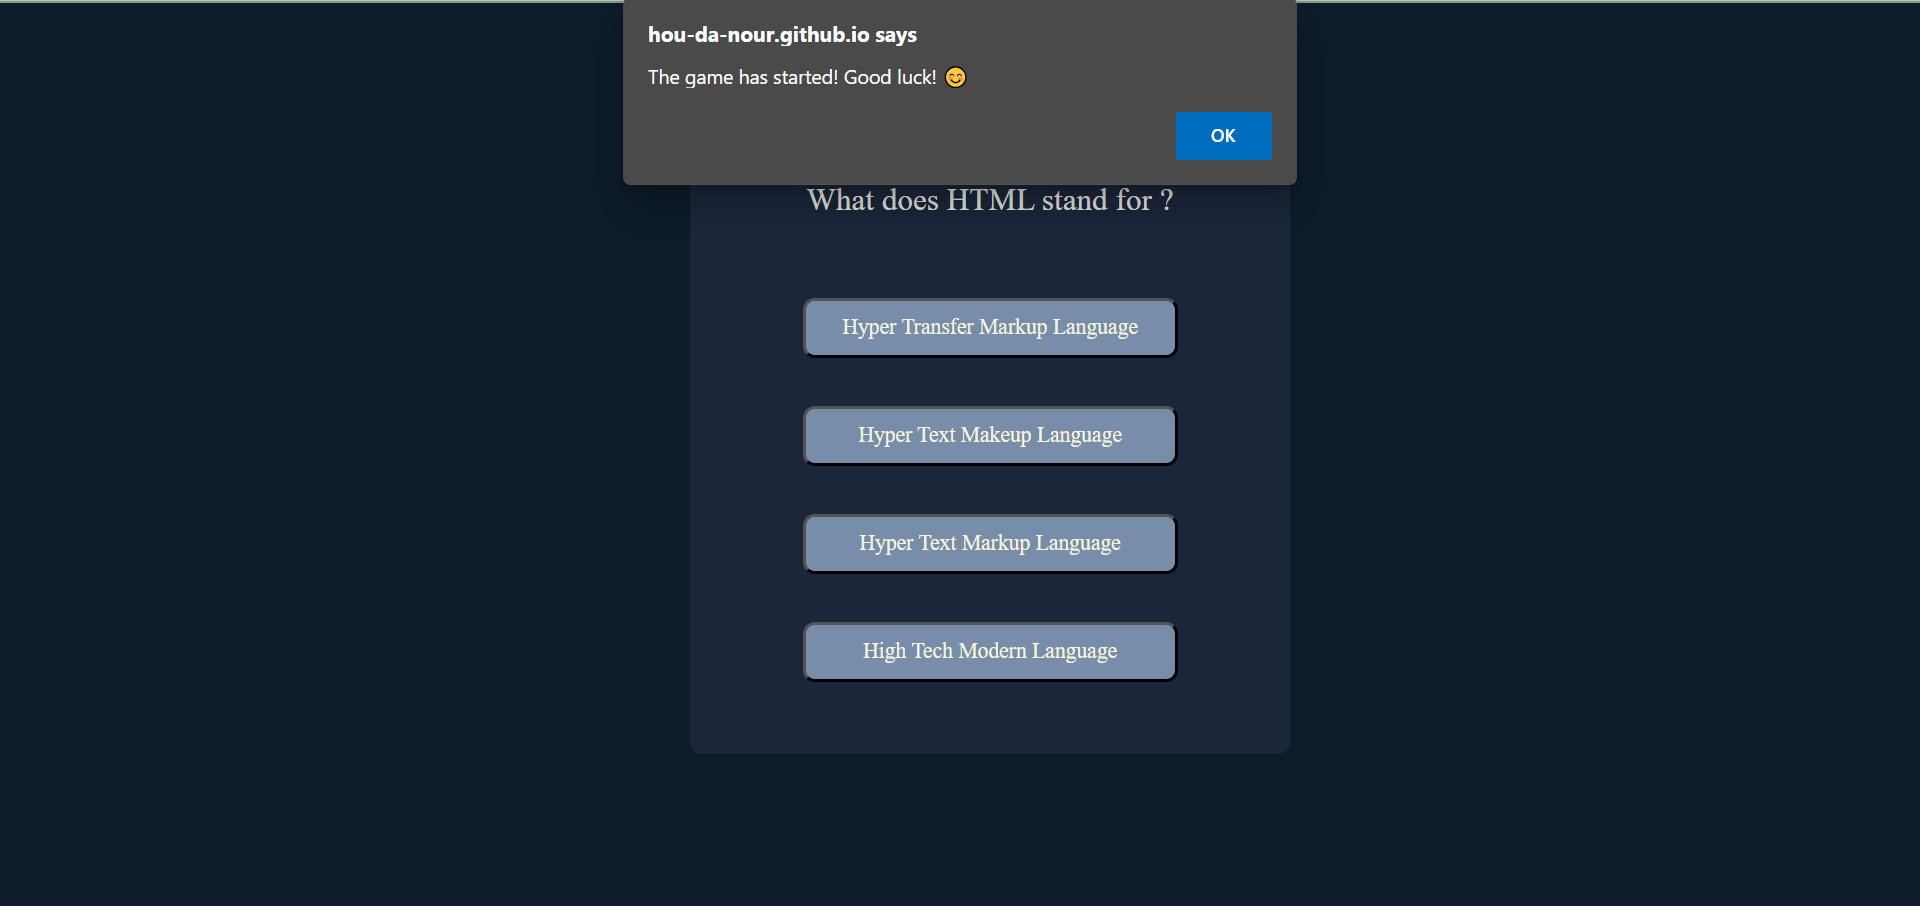 hou-da-nour.github.io says
The game has started! Good luck! 😊
OK
What does HTML stand for ?
Hyper Transfer Markup Language
Hyper Text Makeup Language
Hyper Text Markup Language
High Tech Modern Language